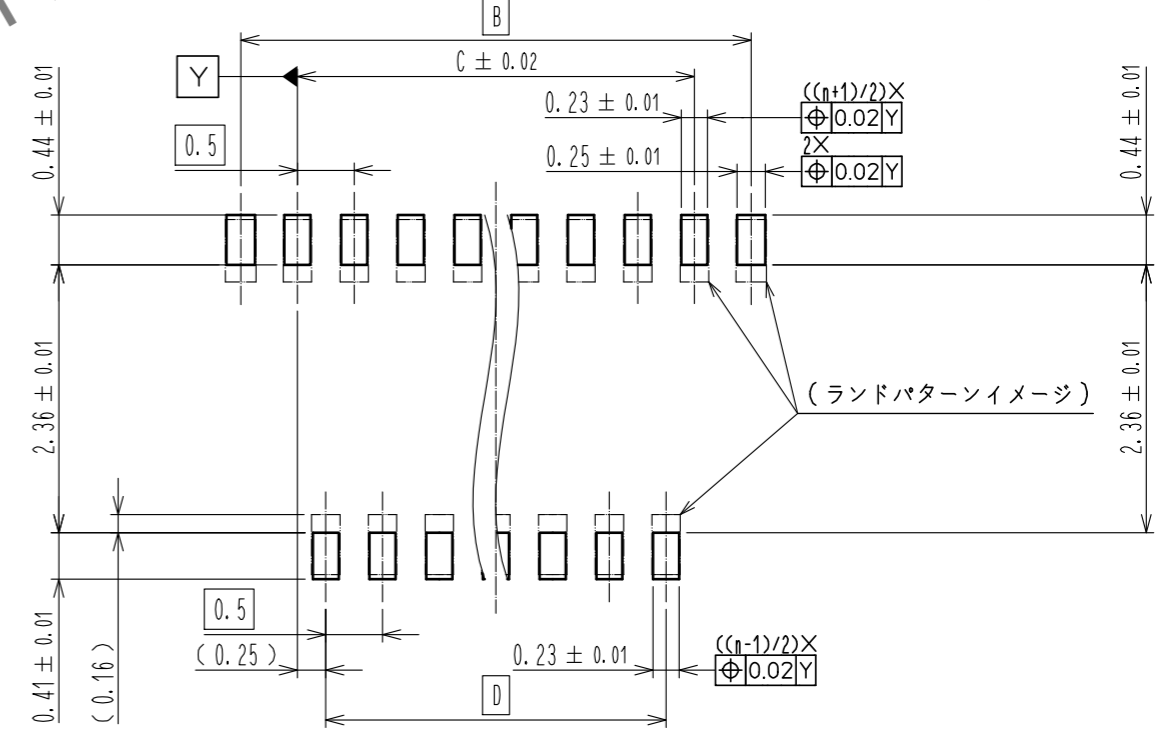 B
C ± 0.02
Y
0.44 ± 0.01
0.23 ± 0.01
((n+1)/2)X
⌖ 0.02 Y
0.5
0.25 ± 0.01
2X
⌖ 0.02 Y
0.44 ± 0.01
2.36 ± 0.01
(ランドパターンイメージ)
2.36 ± 0.01
0.5
(0.25)
0.23 ± 0.01
((n-1)/2)X
⌖ 0.02 Y
0.41 ± 0.01
(0.16)
D